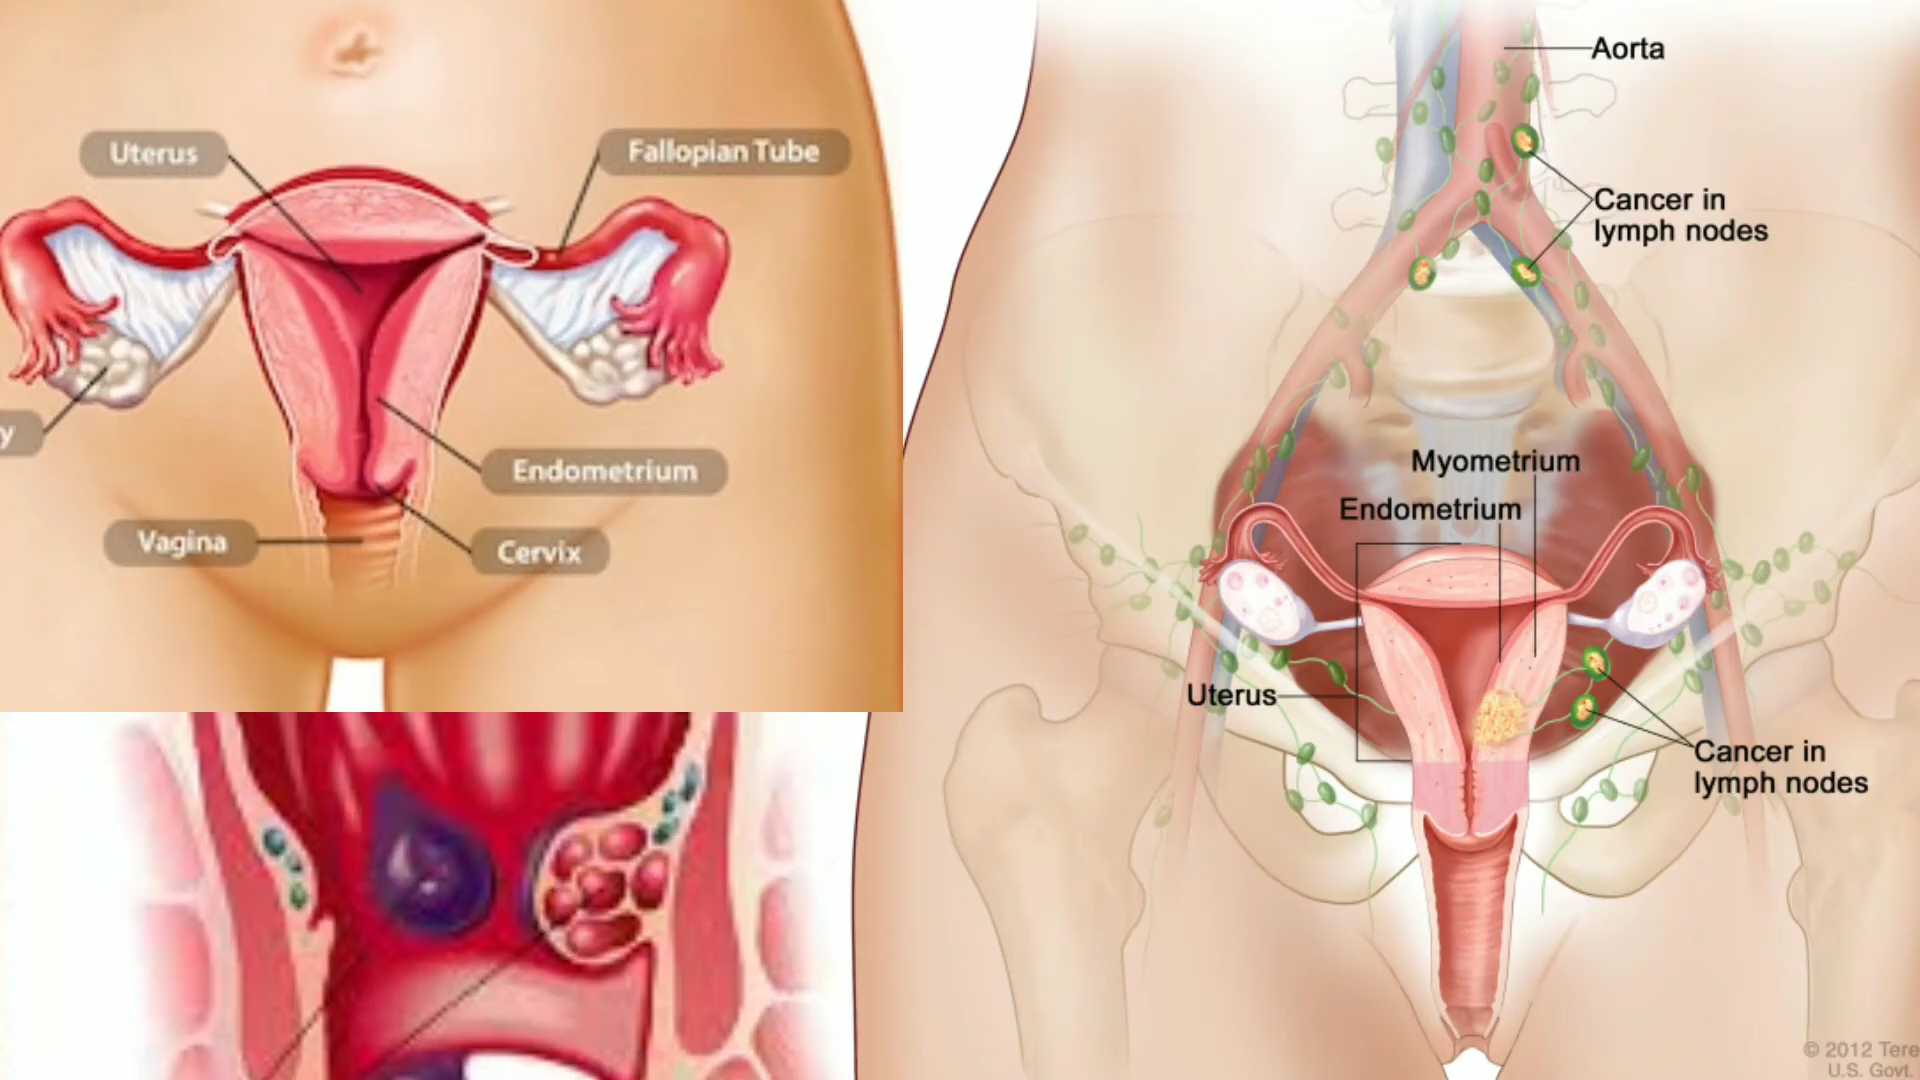 Uterus
Fallopian Tube
y
Endometrium
Vagina
Cervix
Aorta
Cancer in
lymph nodes
Myometrium
Endometrium
Uterus
Cancer in
lymph nodes
© 2012 Tere
U.S. Govt.